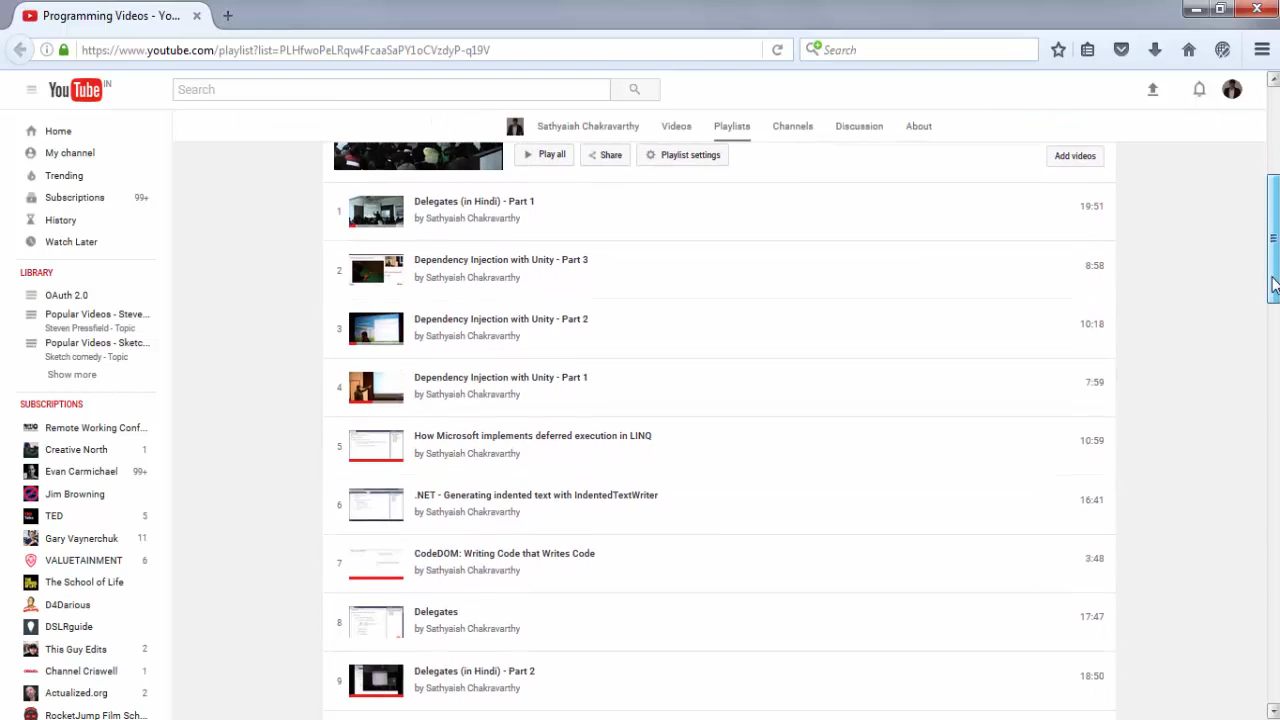 Programming Videos - Yo...
https://www.youtube.com/playlist?list=PLHfwoPeLRqw4FcaaSaPY1oCVzdyP-q19V
Search
YouTube IN
Search
Sathyaish Chakravarthy
Videos
Playlists
Channels
Discussion
About
Home
My channel
Trending
Subscriptions 99+
History
Watch Later
LIBRARY
OAuth 2.0
Popular Videos - Steve...
Steven Pressfield - Topic
Popular Videos - Sketc...
Sketch comedy - Topic
Show more
SUBSCRIPTIONS
Remote Working Conf...
Creative North 1
Evan Carmichael 99+
Jim Browning
TED 5
Gary Vaynerchuk 11
VALUETAINMENT 6
The School of Life
D4Darious
DSLRguide
This Guy Edits 2
Channel Criswell 1
Actualized.org 2
RocketJump Film Sch...
Play all
Share
Playlist settings
Add videos
1 Delegates (in Hindi) - Part 1 19:51
by Sathyaish Chakravarthy
2 Dependency Injection with Unity - Part 3 8:58
by Sathyaish Chakravarthy
3 Dependency Injection with Unity - Part 2 10:18
by Sathyaish Chakravarthy
4 Dependency Injection with Unity - Part 1 7:59
by Sathyaish Chakravarthy
5 How Microsoft implements deferred execution in LINQ 10:59
by Sathyaish Chakravarthy
6 .NET - Generating indented text with IndentedTextWriter 16:41
by Sathyaish Chakravarthy
7 CodeDOM: Writing Code that Writes Code 3:48
by Sathyaish Chakravarthy
8 Delegates 17:47
by Sathyaish Chakravarthy
9 Delegates (in Hindi) - Part 2 18:50
by Sathyaish Chakravarthy